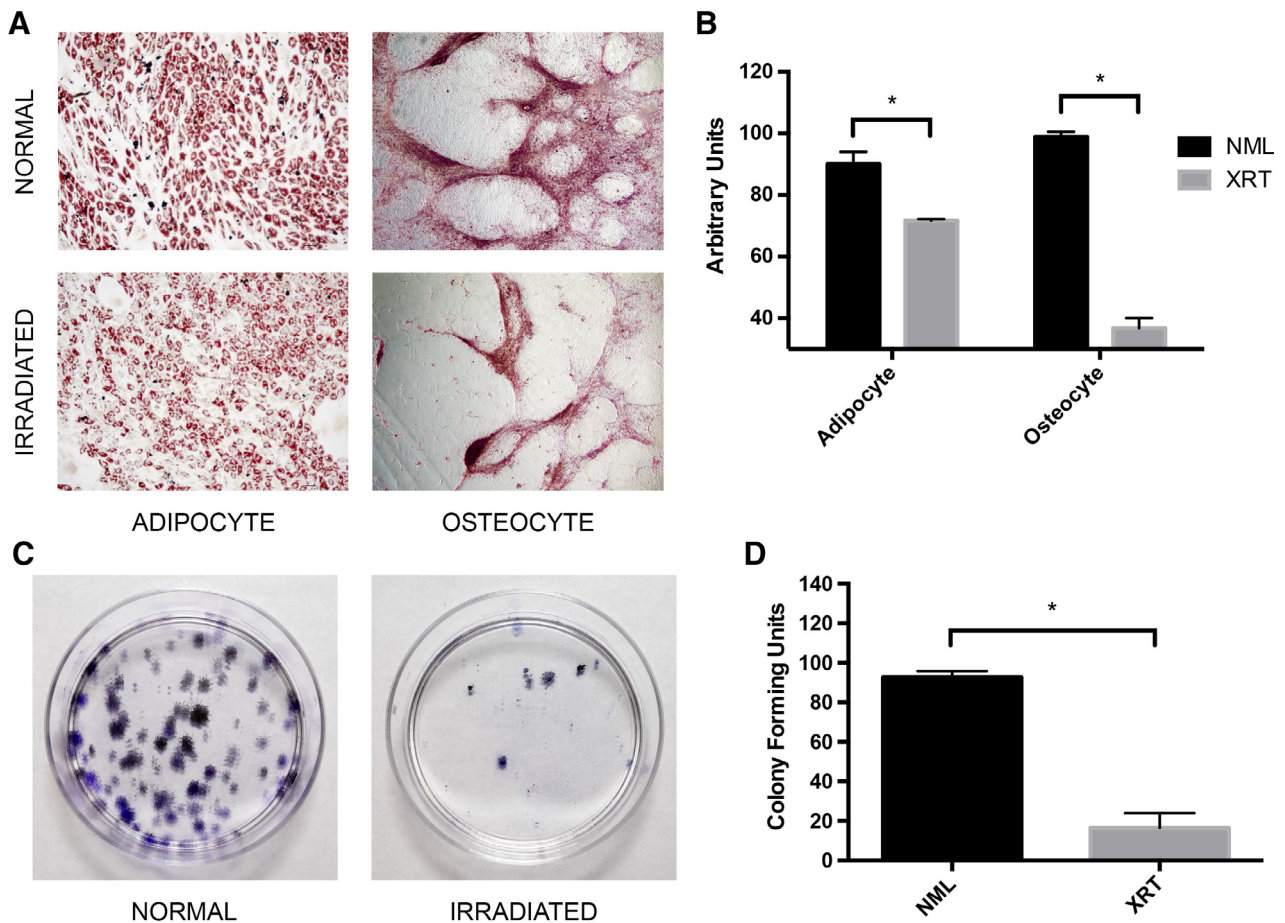 A
NORMAL
IRRADIATED
ADIPOCYTE
OSTEOCYTE
B
Arbitrary Units
120
100
80
60
40
*
*
Adipocyte
Osteocyte
NML
XRT
C
NORMAL
IRRADIATED
D
Colony Forming Units
140
120
100
80
60
40
20
0
*
NML
XRT